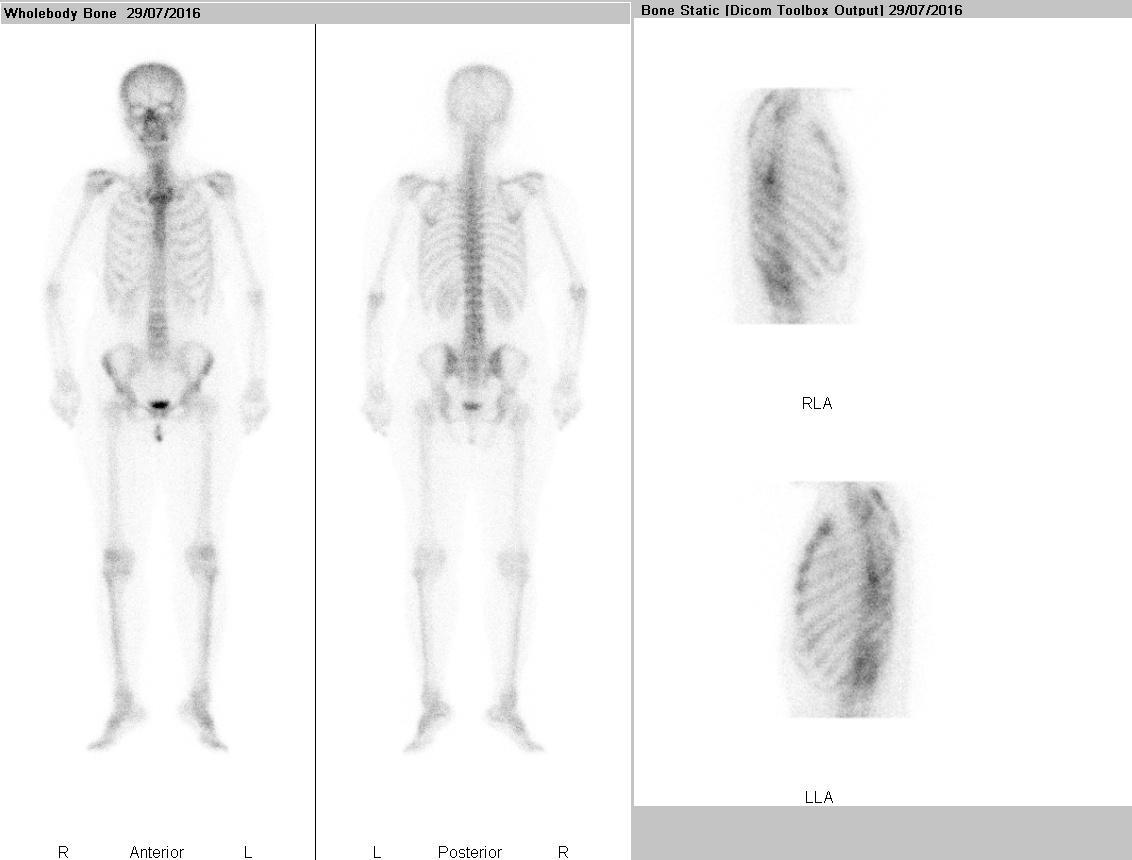 Wholebody Bone 29/07/2016
Bone Static [Dicom Toolbox Output] 29/07/2016
RLA
LLA
R Anterior L
L Posterior R